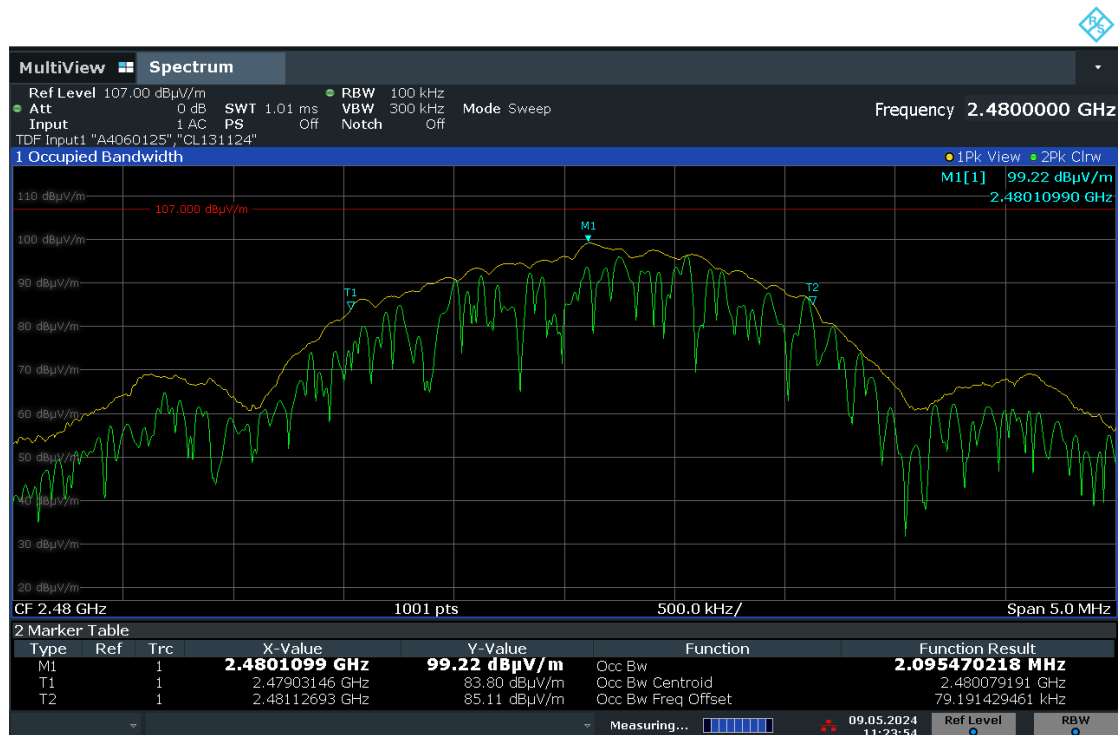 R&S
MultiView Spectrum
Ref Level 107.00 dBµV/m RBW 100 kHz
Att 0 dB SWT 1.01 ms VBW 300 kHz Mode Sweep Frequency 2.4800000 GHz
Input 1 AC PS Off Notch Off
TDF Input1 "A4060125","CL131124"
1 Occupied Bandwidth 1Pk View 2Pk Clrw
M1[1] 99.22 dBµV/m
2.48010990 GHz
110 dBµV/m
107.000 dBµV/m
M1
100 dBµV/m
90 dBµV/m
T1
T2
80 dBµV/m
70 dBµV/m
60 dBµV/m
50 dBµV/m
40 dBµV/m
30 dBµV/m
20 dBµV/m
CF 2.48 GHz 1001 pts 500.0 kHz/ Span 5.0 MHz
2 Marker Table
Type Ref Trc X-Value Y-Value Function Function Result
M1 1 2.4801099 GHz 99.22 dBµV/m Occ Bw 2.095470218 MHz
T1 1 2.47903146 GHz 83.80 dBµV/m Occ Bw Centroid 2.480079191 GHz
T2 1 2.48112693 GHz 85.11 dBµV/m Occ Bw Freq Offset 79.191429461 kHz
Measuring... 09.05.2024 Ref Level RBW
11:23:54